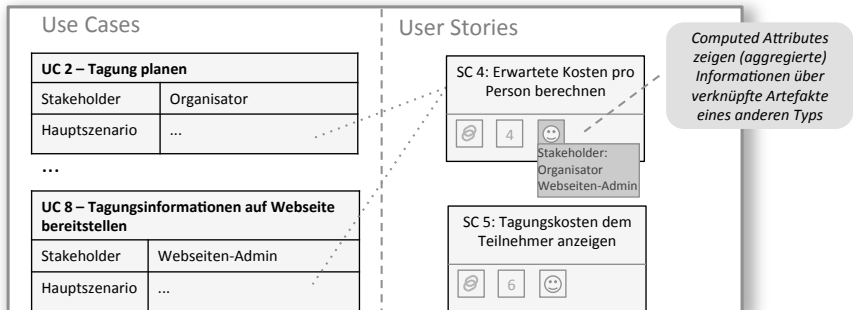 Use Cases
UC 2 – Tagung planen
Stakeholder Organisator
Hauptszenario ...
...
UC 8 – Tagungsinformationen auf Webseite
bereitstellen
Stakeholder Webseiten-Admin
Hauptszenario ...
User Stories
SC 4: Erwartete Kosten pro
Person berechnen
4
Stakeholder:
Organisator
Webseiten-Admin
SC 5: Tagungskosten dem
Teilnehmer anzeigen
6
Computed Attributes
zeigen (aggregierte)
Informationen über
verknüpfte Artefakte
eines anderen Typs